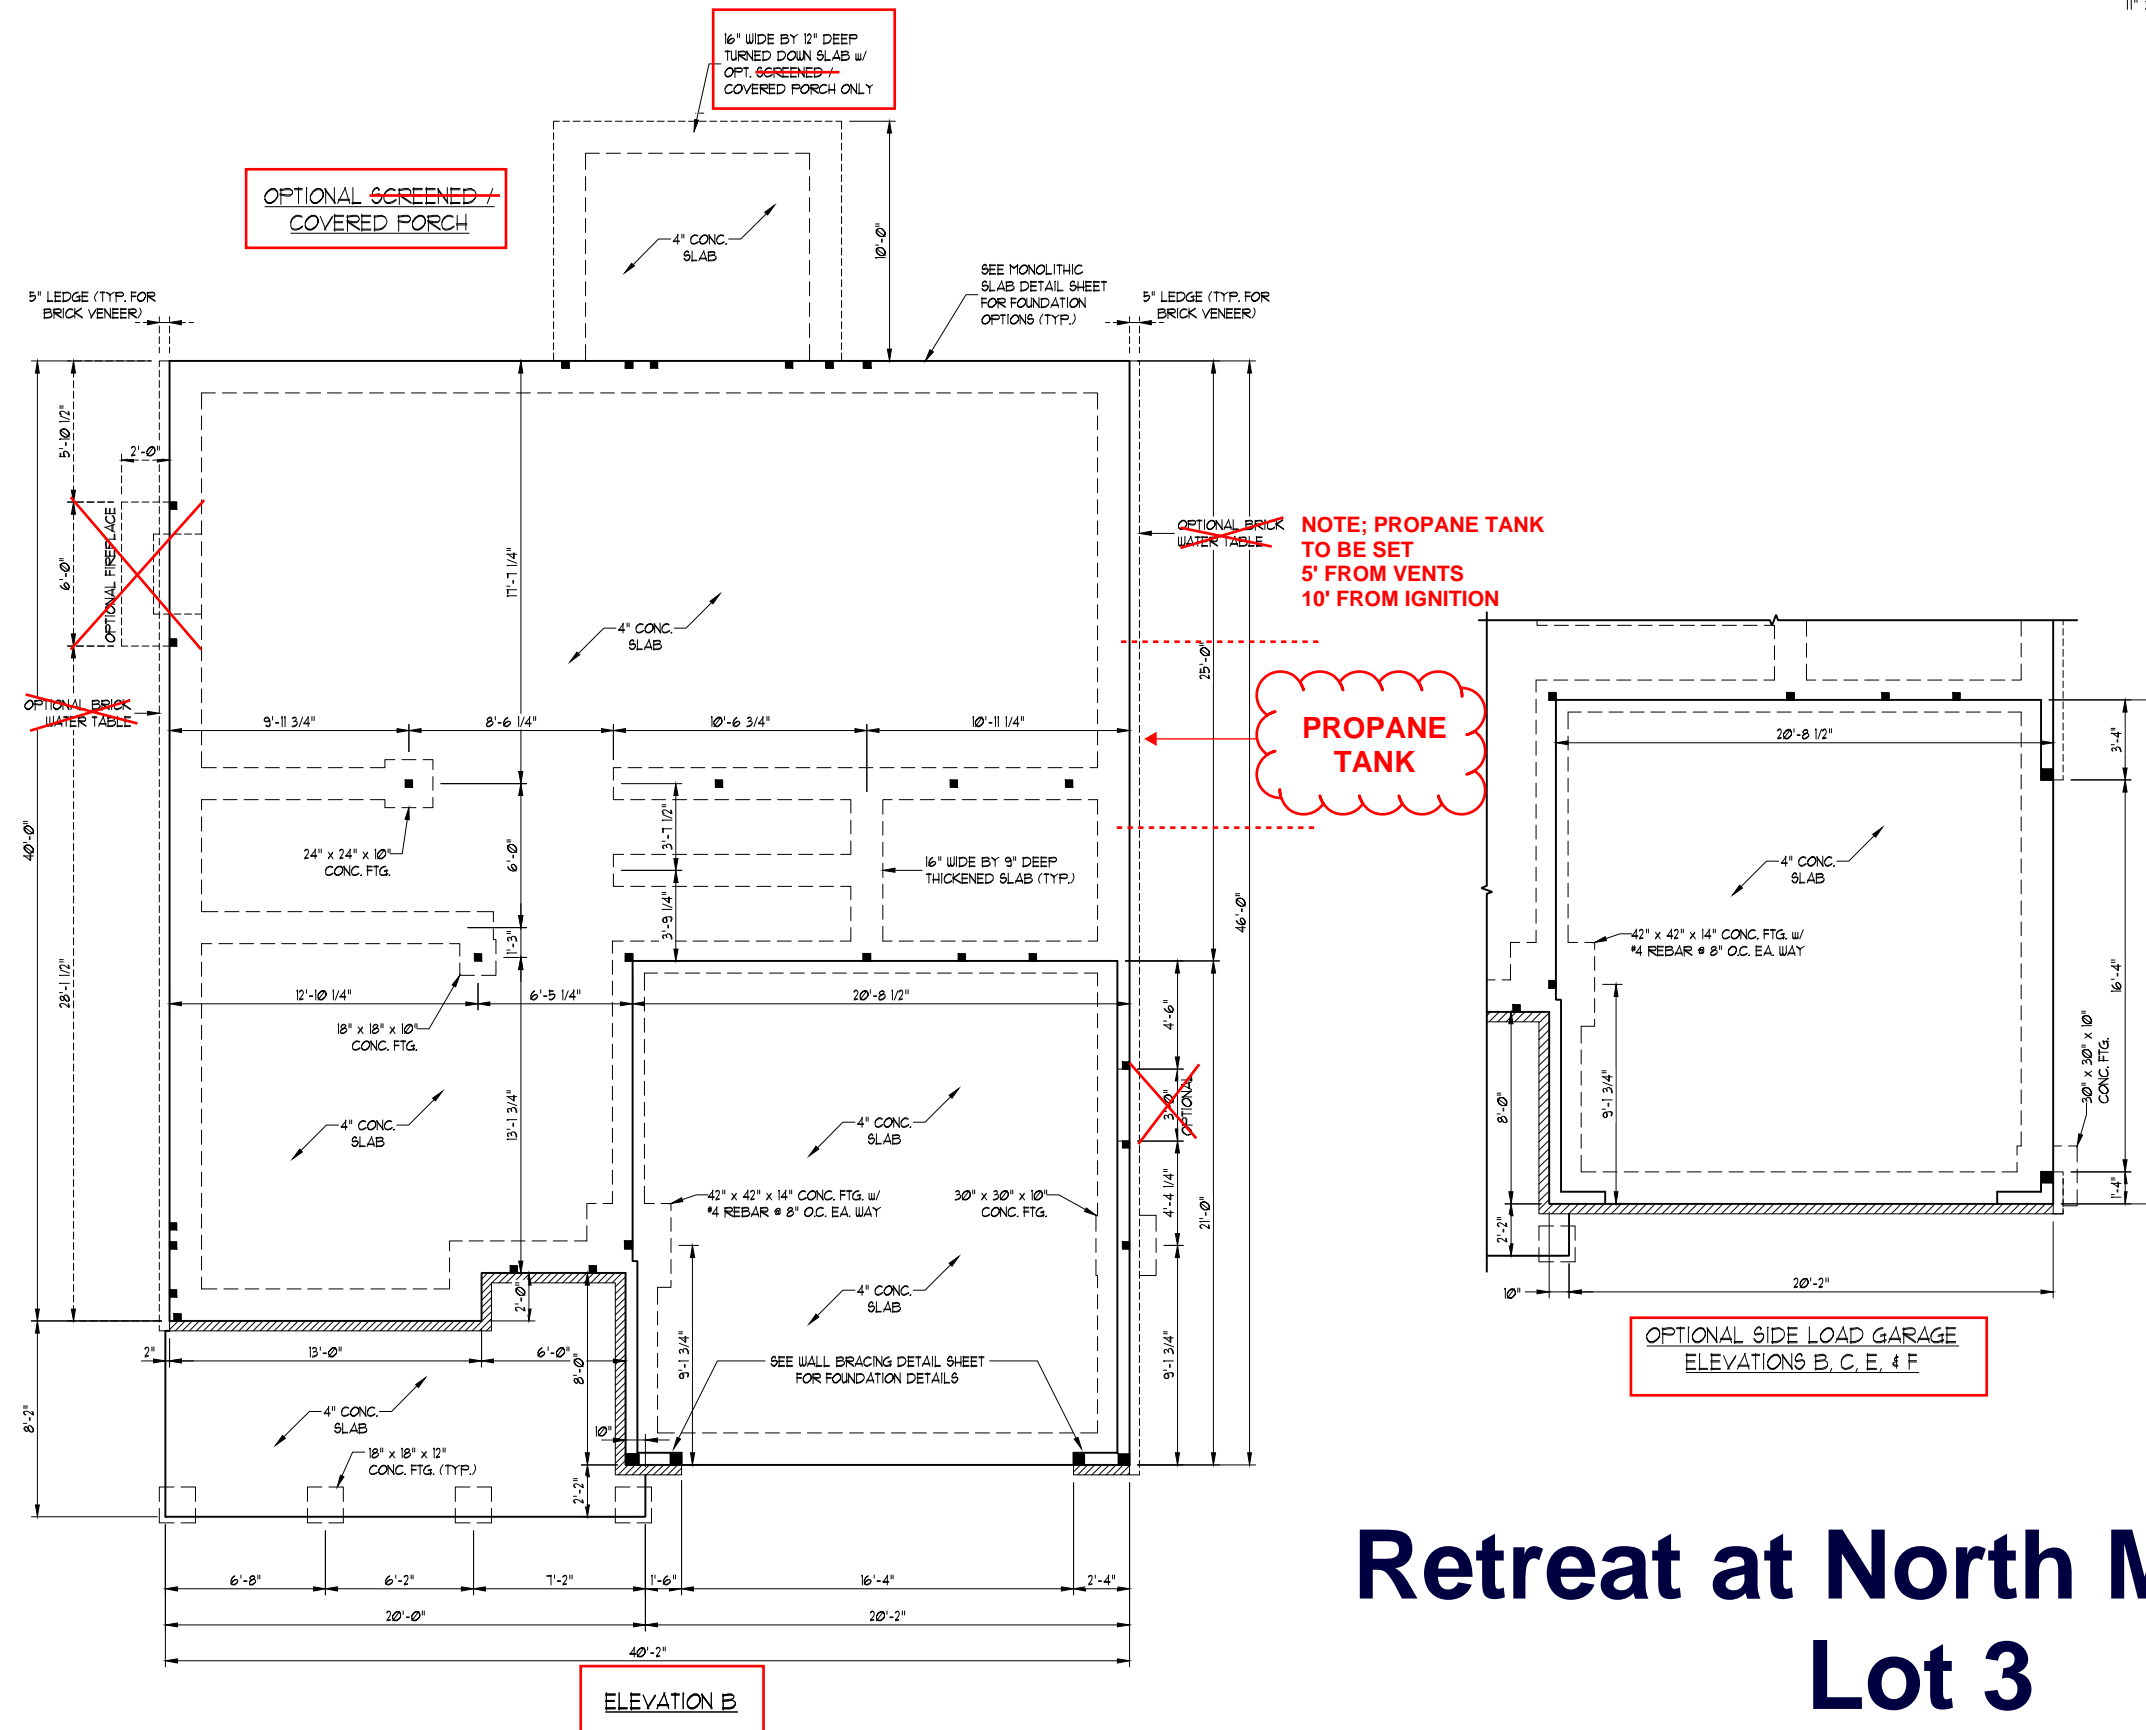 16" WIDE BY 12" DEEP
TURNED DOWN SLAB w/
OPT. SCREENED /
COVERED PORCH ONLY
OPTIONAL SCREENED /
COVERED PORCH
4" CONC.
SLAB
10'-0"
SEE MONOLITHIC
SLAB DETAIL SHEET
FOR FOUNDATION
OPTIONS (TYP.)
5" LEDGE (TYP. FOR
BRICK VENEER)
5" LEDGE (TYP. FOR
BRICK VENEER)
5'-10 1/2"
2'-0"
6'-0"
OPTIONAL FIREPLACE
17'-7 1/4"
OPTIONAL BRICK
WATER TABLE
NOTE; PROPANE TANK
TO BE SET
5' FROM VENTS
10' FROM IGNITION
4" CONC.
SLAB
25'-0"
PROPANE
TANK
OPTIONAL BRICK
WATER TABLE
9'-11 3/4"
8'-6 1/4"
10'-6 3/4"
10'-11 1/4"
40'-0"
28'-1 1/2"
24" x 24" x 10"
CONC. FTG.
6'-0"
3'-7 1/2"
16" WIDE BY 9" DEEP
THICKENED SLAB (TYP.)
3'-9 1/4"
1'-3"
46'-0"
12'-10 1/4"
6'-5 1/4"
20'-8 1/2"
18" x 18" x 10"
CONC. FTG.
4'-6"
13'-1 3/4"
4" CONC.
SLAB
4" CONC.
SLAB
3'-0"
OPTIONAL
42" x 42" x 14" CONC. FTG. w/
#4 REBAR @ 8" O.C. EA. WAY
30" x 30" x 10"
CONC. FTG.
4'-4 1/4"
21'-0"
4" CONC.
SLAB
2'-0"
2"
13'-0"
6'-0"
8'-0"
9'-1 3/4"
SEE WALL BRACING DETAIL SHEET
FOR FOUNDATION DETAILS
9'-1 3/4"
8'-2"
4" CONC.
SLAB
10"
18" x 18" x 12"
CONC. FTG. (TYP.)
2'-2"
6'-8"
6'-2"
7'-2"
1'-6"
16'-4"
2'-4"
20'-0"
20'-2"
40'-2"
ELEVATION B
20'-8 1/2"
3'-4"
4" CONC.
SLAB
42" x 42" x 14" CONC. FTG. w/
#4 REBAR @ 8" O.C. EA. WAY
16'-4"
30" x 30" x 10"
CONC. FTG.
8'-0"
9'-1 3/4"
1'-4"
2'-2"
10"
20'-2"
OPTIONAL SIDE LOAD GARAGE
ELEVATIONS B, C, E, & F
Retreat at North
Lot 3